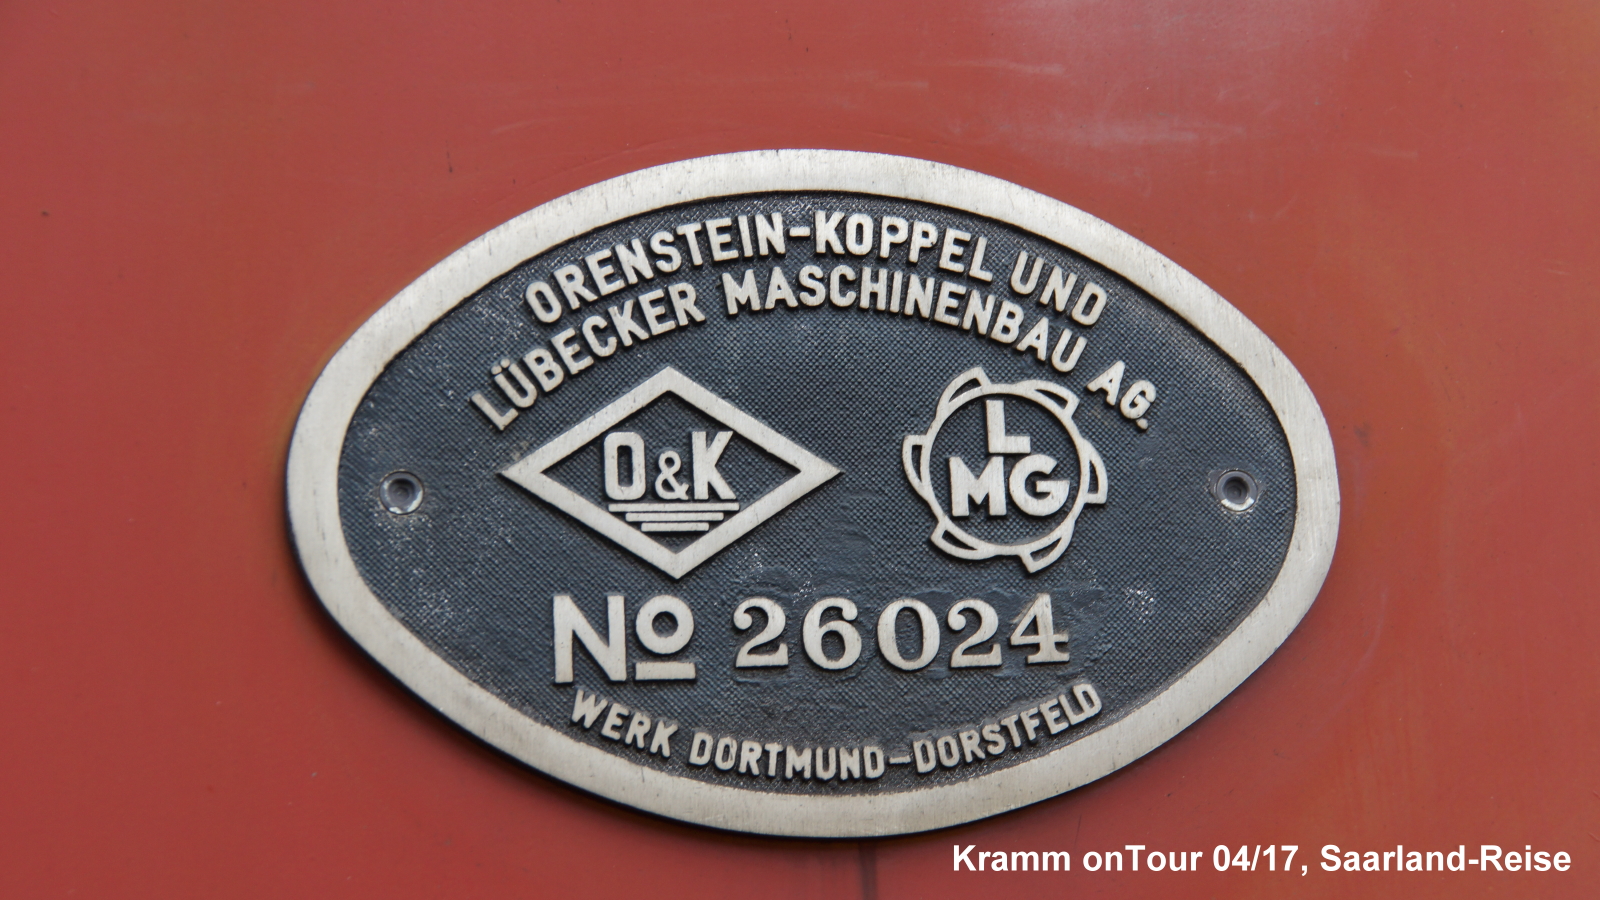 ORENSTEIN-KOPPEL UND
LÜBECKER MASCHINENBAU AG.
O&K
L
MG
No 26024
WERK DORTMUND-DORSTFELD
Kramm onTour 04/17, Saarland-Reise